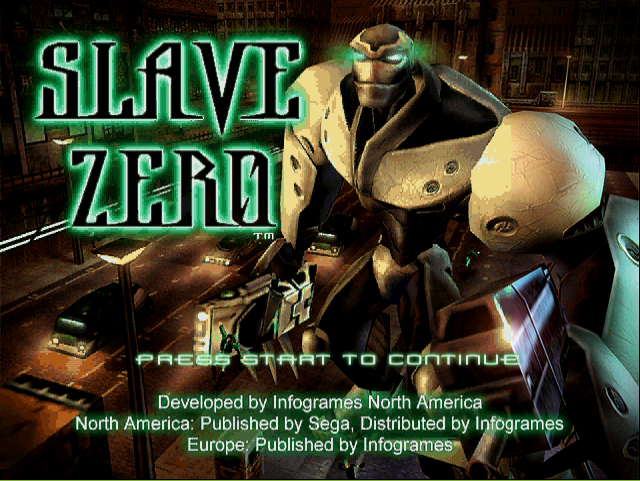 SLAVE
ZERO
TM
PRESS START TO CONTINUE
Developed by Infogrames North America
North America: Published by Sega, Distributed by Infogrames
Europe: Published by Infogrames